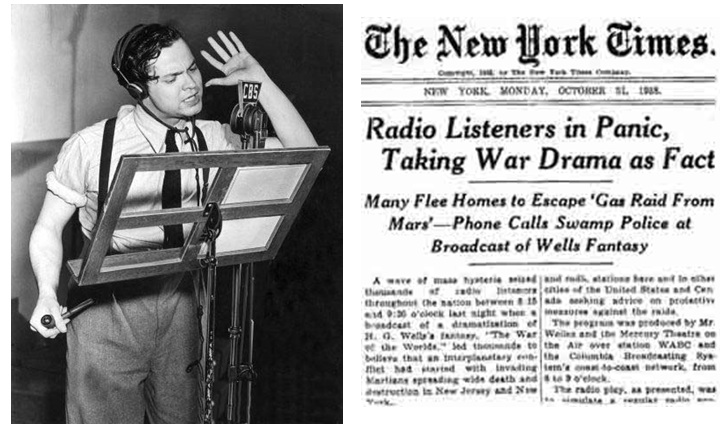 CBS
The New York Times.
Copyright, 1938, by The New York Times Company.
NEW YORK, MONDAY, OCTOBER 31, 1938.
Radio Listeners in Panic,
Taking War Drama as Fact
Many Flee Homes to Escape 'Gas Raid From
Mars'—Phone Calls Swamp Police at
Broadcast of Wells Fantasy
A wave of mass hysteria seized
thousands of radio listeners
throughout the nation between 8:15
and 9:30 o'clock last night when a
broadcast of a dramatization of
H. G. Wells's fantasy, "The War
of the Worlds," led thousands to
believe that an interplanetary con-
flict had started with invading
Martians spreading wide death and
destruction in New Jersey and New
York.
and radio stations here and in other
cities of the United States and Can-
ada seeking advice on protective
measures against the raids.
The program was produced by Mr.
Welles and the Mercury Theatre on
the Air over station WABC and
the Columbia Broadcasting Sys-
tem's coast-to-coast network, from
8 to 9 o'clock.
The radio play, as presented, was
to simulate a regular radio